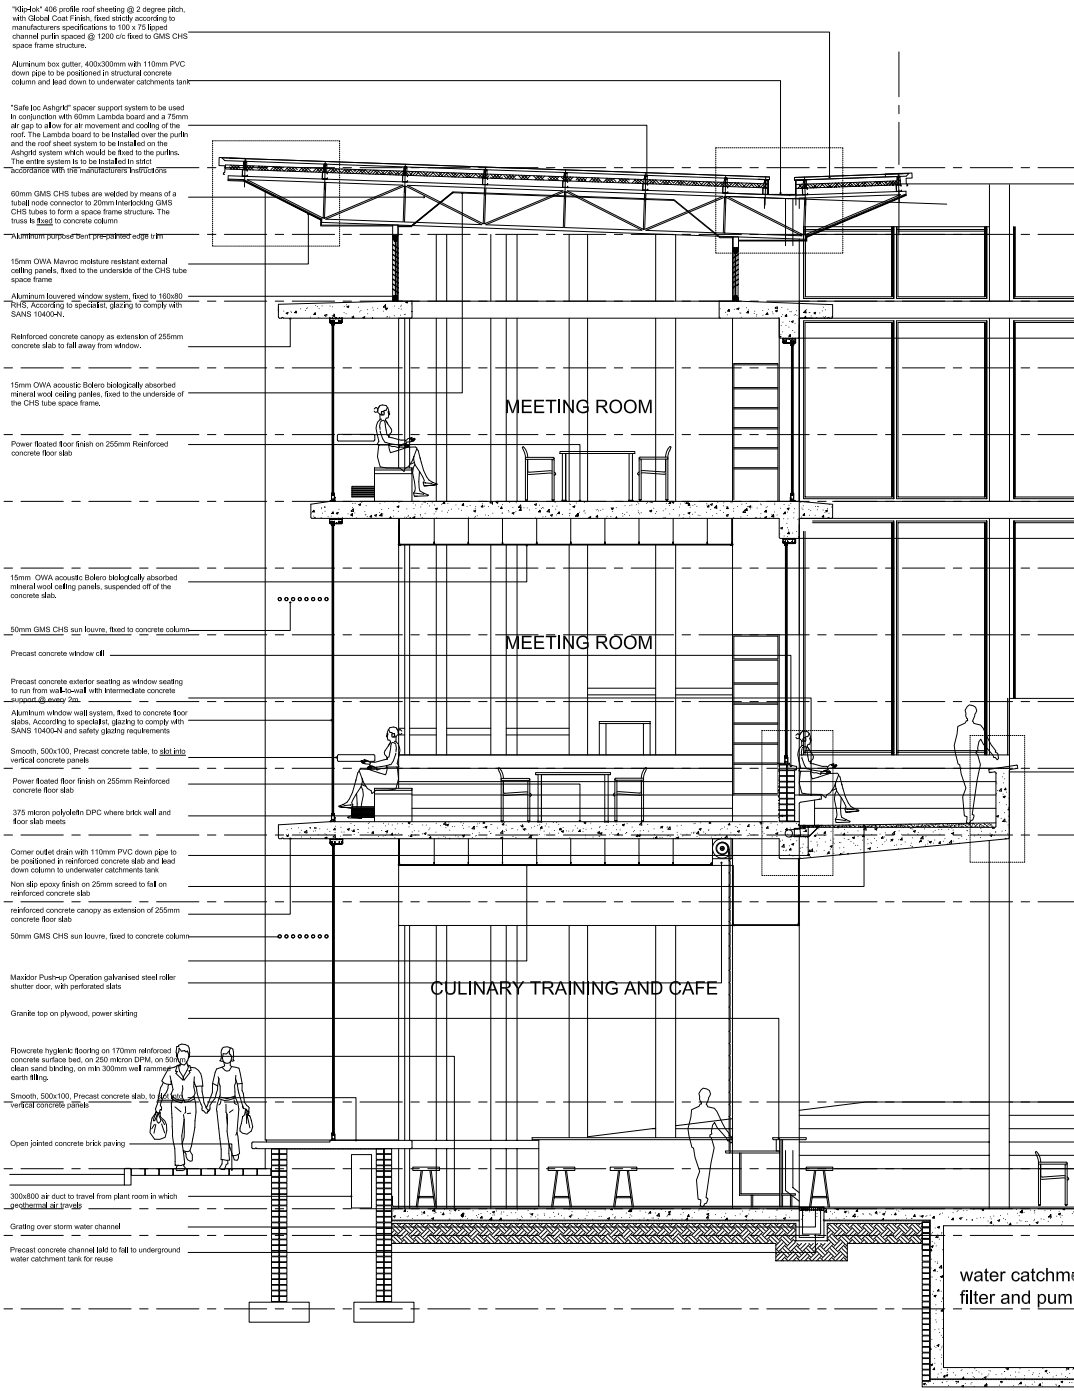 "Klip-lok" 406 profile roof sheeting @ 2 degree pitch,
with Global Coat Finish, fixed strictly according to
manufacturers specifications to 100 x 75 lipped
channel purlin spaced @ 1200 c/c fixed to GMS CHS
space frame structure.
Aluminum box gutter, 400x300mm with 110mm PVC
down pipe to be positioned in structural concrete
column and lead down to underwater catchments tank
"Safe loc Ashgrid" spacer support system to be used
in conjunction with 60mm Lambda board and a 75mm
air gap to allow for air movement and cooling of the
roof. The Lambda board to be installed over the purlin
and the roof sheet system to be installed on the
Ashgrid system which would be fixed to the purlins.
The entire system is to be installed in strict
accordance with the manufacturers instructions
60mm GMS CHS tubes are welded by means of a
tuball node connector to 20mm interlocking GMS
CHS tubes to form a space frame structure. The
truss is fixed to concrete column
Aluminum purpose bent pre-painted edge trim
15mm OWA Mavroc moisture resistant external
ceiling panels, fixed to the underside of the CHS tube
space frame
Aluminum louvered window system, fixed to 160x80
RHS, According to specialist, glazing to comply with
SANS 10400-N.
Reinforced concrete canopy as extension of 255mm
concrete slab to fall away from window.
15mm OWA acoustic Bolero biologically absorbed
mineral wool ceiling panles, fixed to the underside of
the CHS tube space frame.
MEETING ROOM
Power floated floor finish on 255mm Reinforced
concrete floor slab
15mm OWA acoustic Bolero biologically absorbed
mineral wool ceiling panels, suspended off of the
concrete slab.
50mm GMS CHS sun louvre, fixed to concrete column
MEETING ROOM
Precast concrete window cill
Precast concrete exterior seating as window seating
to run from wall-to-wall with intermediate concrete
support @ every 2m
Aluminum window wall system, fixed to concrete floor
slabs, According to specialist, glazing to comply with
SANS 10400-N and safety glazing requirements
Smooth, 500x100, Precast concrete table, to slot into
vertical concrete panels
Power floated floor finish on 255mm Reinforced
concrete floor slab
375 micron polyolefin DPC where brick wall and
floor slab meets
Corner outlet drain with 110mm PVC down pipe to
be positioned in reinforced concrete slab and lead
down column to underwater catchments tank
Non slip epoxy finish on 25mm screed to fall on
reinforced concrete slab
reinforced concrete canopy as extension of 255mm
concrete floor slab
50mm GMS CHS sun louvre, fixed to concrete column
Maxidor Push-up Operation galvanised steel roller
shutter door, with perforated slats
CULINARY TRAINING AND CAFE
Granite top on plywood, power skirting
Flowcrete hygienic flooring on 170mm reinforced
concrete surface bed, on 250 micron DPM, on 50mm
clean sand binding, on min 300mm well rammed
earth filling.
Smooth, 500x100, Precast concrete slab, to slot into
vertical concrete panels
Open jointed concrete brick paving
300x800 air duct to travel from plant room in which
geothermal air travels
Grating over storm water channel
Precast concrete channel laid to fall to underground
water catchment tank for reuse
water catchme
filter and pum